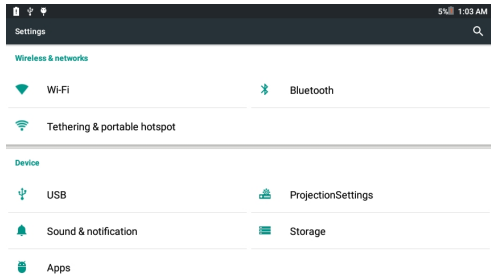 5% 1:03 AM
Settings
Wireless & networks
Wi-Fi Bluetooth
Tethering & portable hotspot
Device
USB ProjectionSettings
Sound & notification Storage
Apps